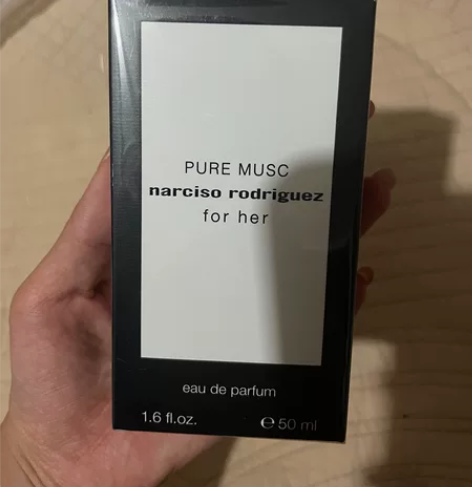 PURE MUSC
narciso rodriguez
for her
eau de parfum
1.6 fl.oz. ℮ 50 ml